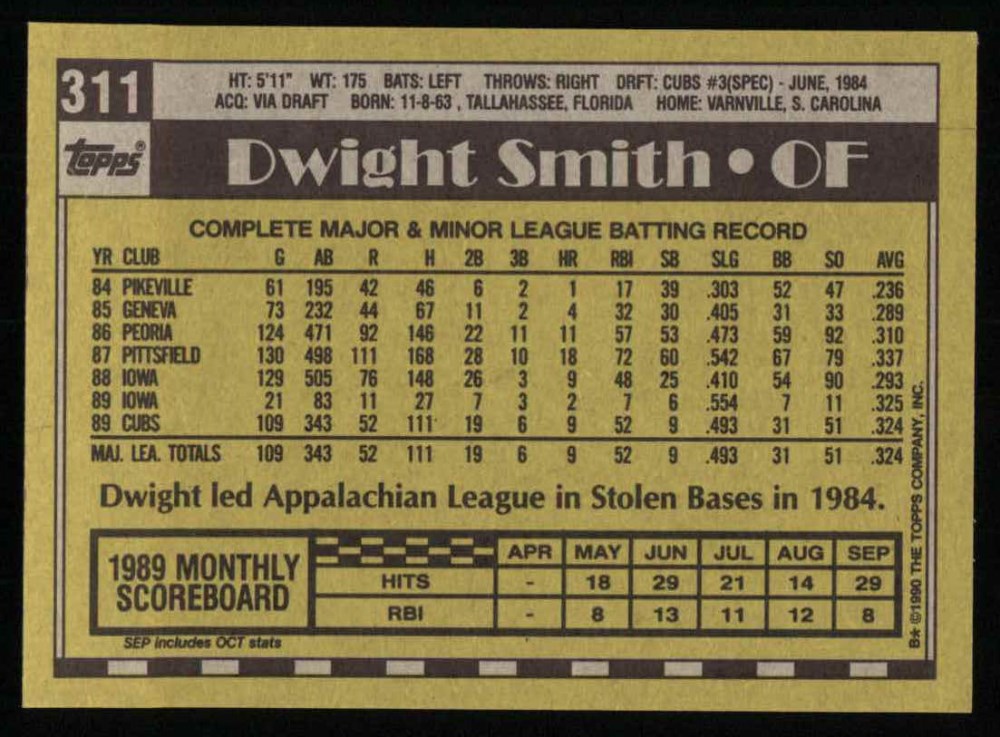 311
HT: 5'11" WT: 175 BATS: LEFT THROWS: RIGHT DRFT: CUBS #3(SPEC) - JUNE, 1984
ACQ: VIA DRAFT BORN: 11-8-63 , TALLAHASSEE, FLORIDA HOME: VARNVILLE, S. CAROLINA
topps®
Dwight Smith • OF
COMPLETE MAJOR & MINOR LEAGUE BATTING RECORD
YR CLUB G AB R H 2B 3B HR RBI SB SLG BB SO AVG
84 PIKEVILLE 61 195 42 46 6 2 1 17 39 .303 52 47 .236
85 GENEVA 73 232 44 67 11 2 4 32 30 .405 31 33 .289
86 PEORIA 124 471 92 146 22 11 11 57 53 .473 59 92 .310
87 PITTSFIELD 130 498 111 168 28 10 18 72 60 .542 67 79 .337
88 IOWA 129 505 76 148 26 3 9 48 25 .410 54 90 .293
89 IOWA 21 83 11 27 7 3 2 7 6 .554 7 11 .325
89 CUBS 109 343 52 111 19 6 9 52 9 .493 31 51 .324
MAJ. LEA. TOTALS 109 343 52 111 19 6 9 52 9 .493 31 51 .324
Dwight led Appalachian League in Stolen Bases in 1984.
1989 MONTHLY
SCOREBOARD
APR MAY JUN JUL AUG SEP
HITS - 18 29 21 14 29
RBI - 8 13 11 12 8
SEP includes OCT stats
B* ©1990 THE TOPPS COMPANY, INC.